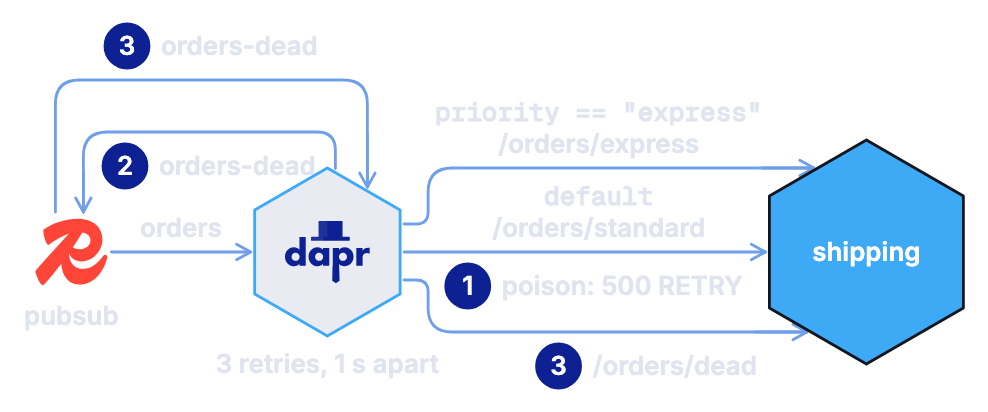 3 orders-dead
priority == "express"
/orders/express
2 orders-dead
default
/orders/standard
orders
dapr
shipping
1 poison: 500 RETRY
pubsub
3 retries, 1 s apart
3 /orders/dead